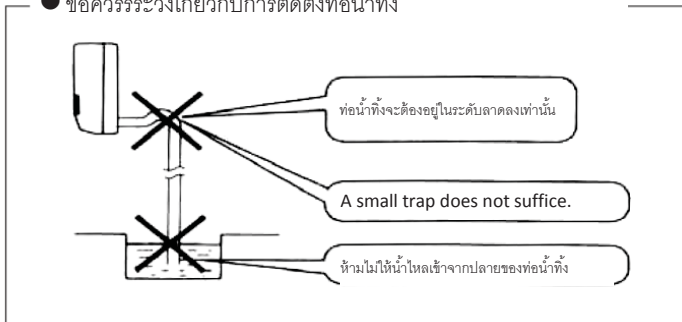 ● ข้อควรระวังเกี่ยวกับการติดตั้งท่อน้ำทิ้ง
ท่อน้ำทิ้งจะต้องอยู่ในระดับลาดลงเท่านั้น
A small trap does not suffice.
ห้ามไม่ให้น้ำไหลเข้าจากปลายของท่อน้ำทิ้ง